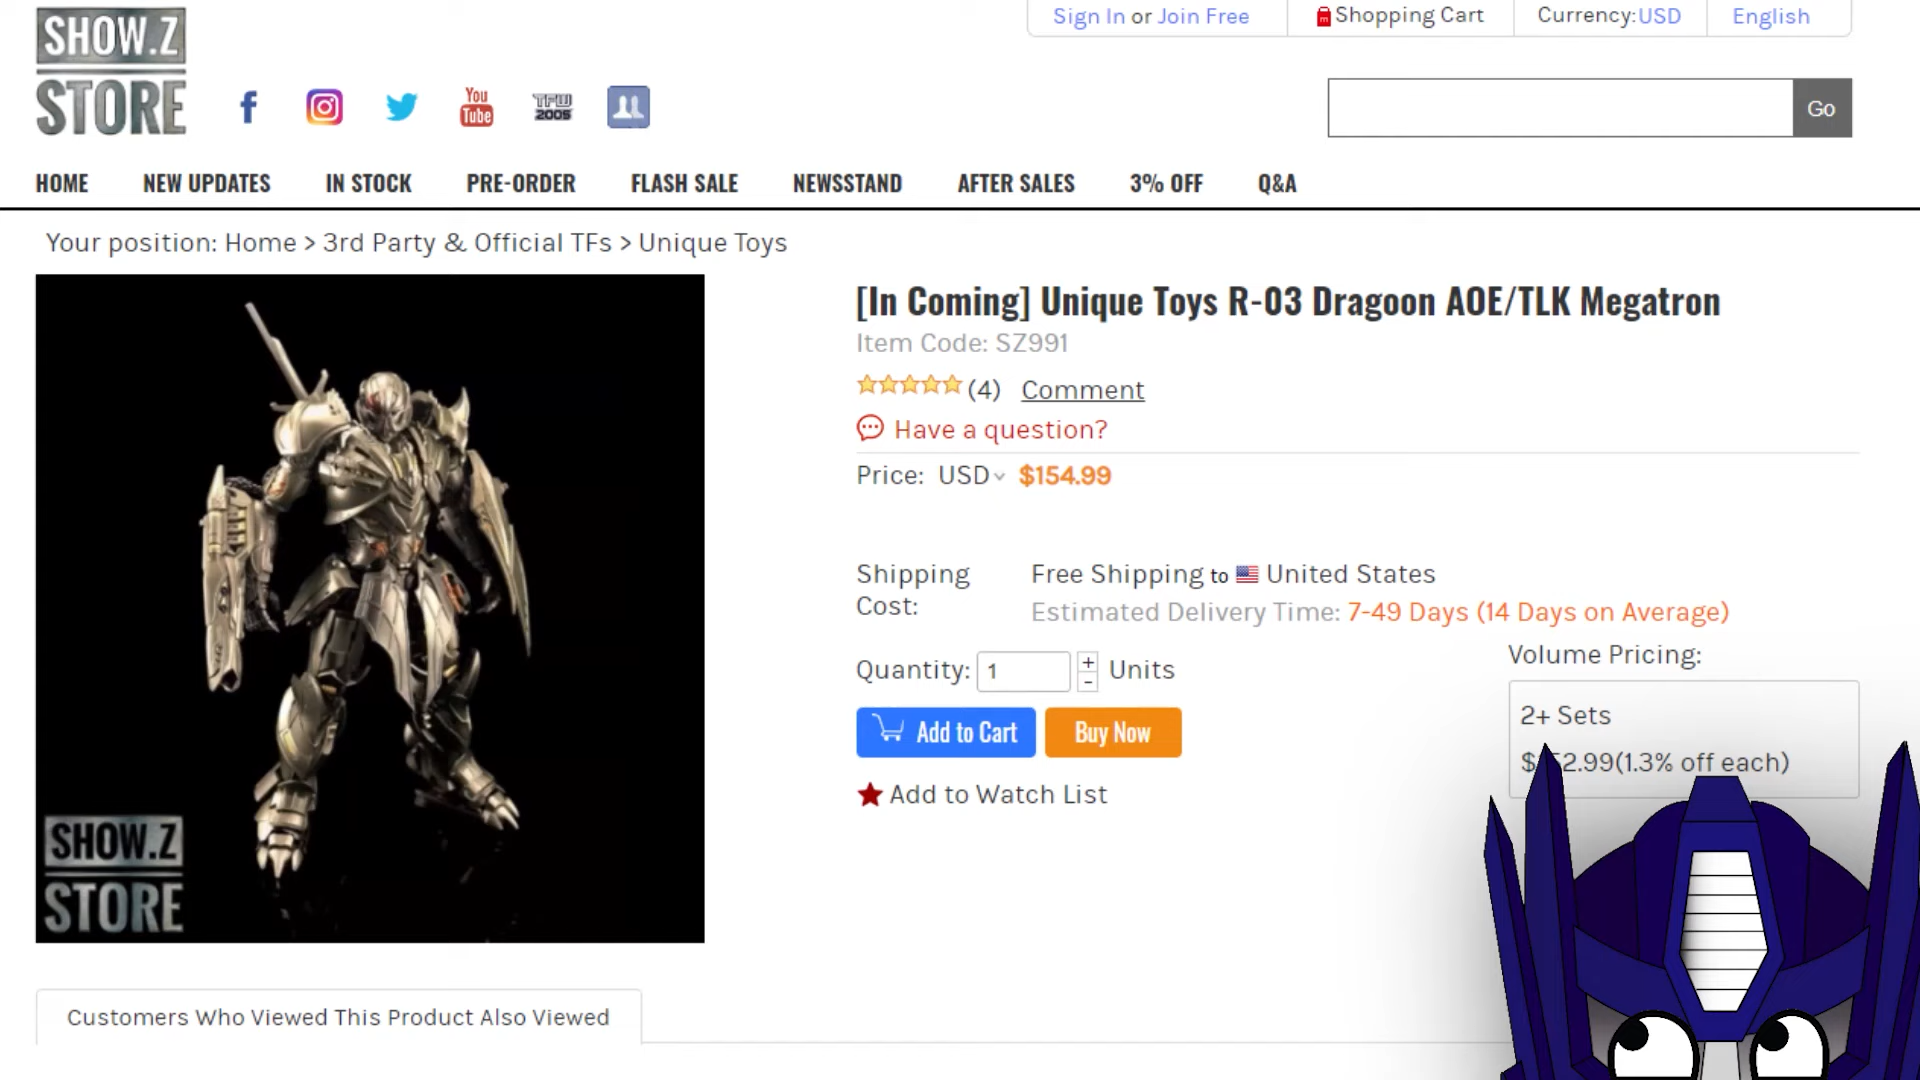 SHOW.Z
STORE
Sign In or Join Free
Shopping Cart
Currency:USD
English
You
Tube
TFW
2005
Go
HOME
NEW UPDATES
IN STOCK
PRE-ORDER
FLASH SALE
NEWSSTAND
AFTER SALES
3% OFF
Q&A
Your position: Home > 3rd Party & Official TFs > Unique Toys
[In Coming] Unique Toys R-03 Dragoon AOE/TLK Megatron
Item Code: SZ991
(4) Comment
Have a question?
Price: USD $154.99
Shipping Cost:
Free Shipping to United States
Estimated Delivery Time: 7-49 Days (14 Days on Average)
Quantity: 1 + - Units
Volume Pricing:
2+ Sets
2.99(1.3% off each)
Add to Cart
Buy Now
Add to Watch List
SHOW.Z
STORE
Customers Who Viewed This Product Also Viewed